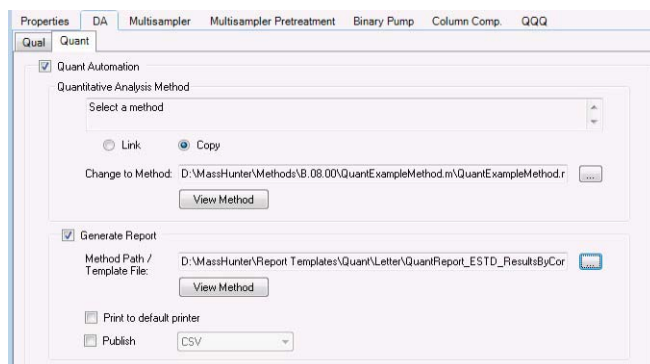 Properties DA Multisampler Multisampler Pretreatment Binary Pump Column Comp. QQQ
Qual Quant
Quant Automation
Quantitative Analysis Method
Select a method
Link Copy
Change to Method: D:\MassHunter\Methods\B.08.00\QuantExampleMethod.m\QuantExampleMethod.r ...
View Method
Generate Report
Method Path /
Template File: D:\MassHunter\Report Templates\Quant\Letter\QuantReport_ESTD_ResultsByCor ...
View Method
Print to default printer
Publish CSV